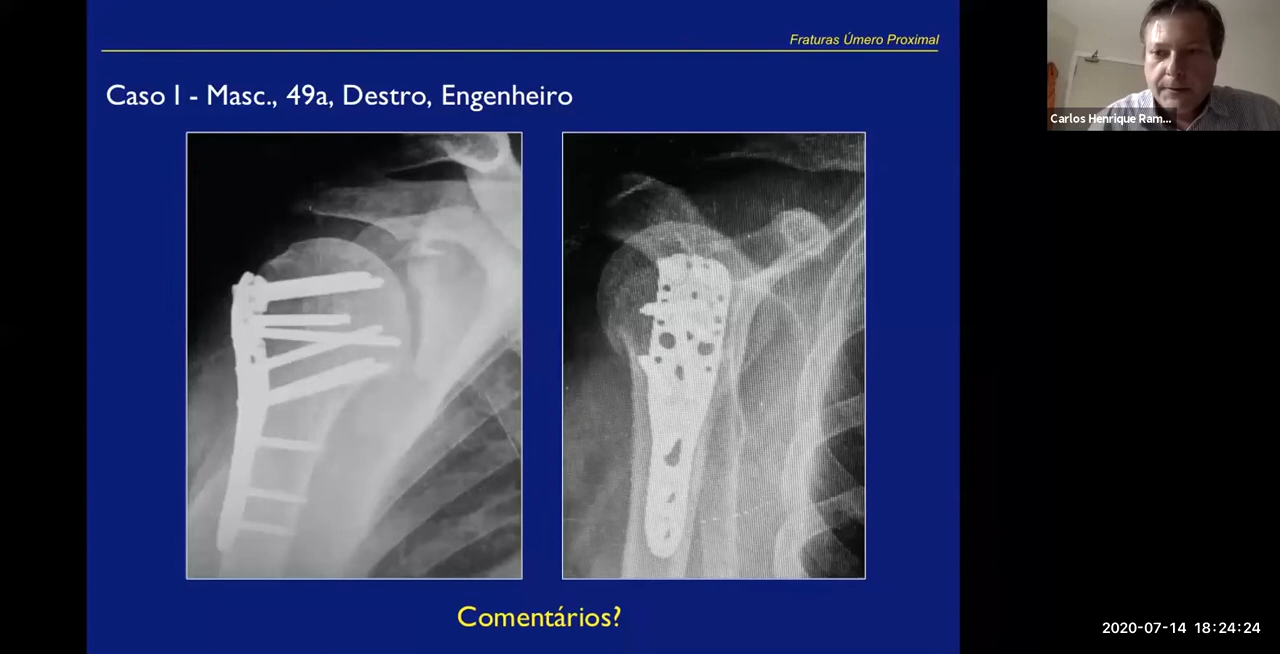 Fraturas Úmero Proximal
Caso I - Masc., 49a, Destro, Engenheiro
Carlos Henrique Ram...
Comentários?
2020-07-14 18:24:24